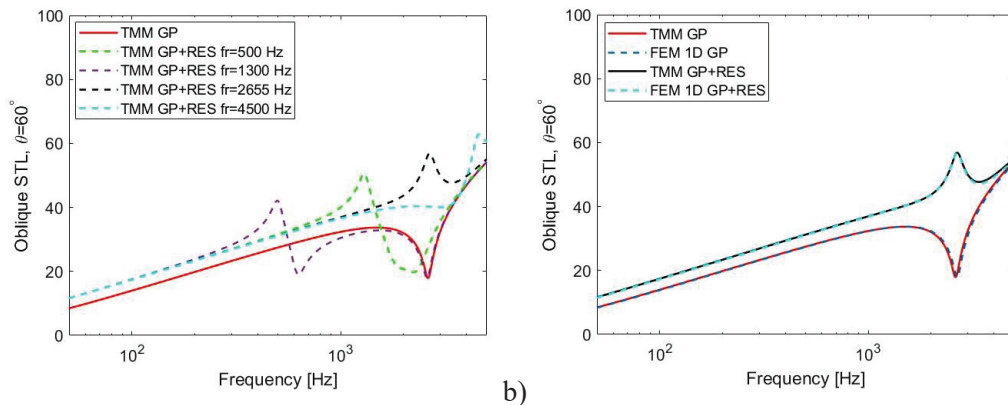 100
80
60
40
20
0
Oblique STL, θ=60°
TMM GP
TMM GP+RES fr=500 Hz
TMM GP+RES fr=1300 Hz
TMM GP+RES fr=2655 Hz
TMM GP+RES fr=4500 Hz
10²
10³
Frequency [Hz]
b)
100
80
60
40
20
0
Oblique STL, θ=60°
TMM GP
FEM 1D GP
TMM GP+RES
FEM 1D GP+RES
10²
10³
Frequency [Hz]